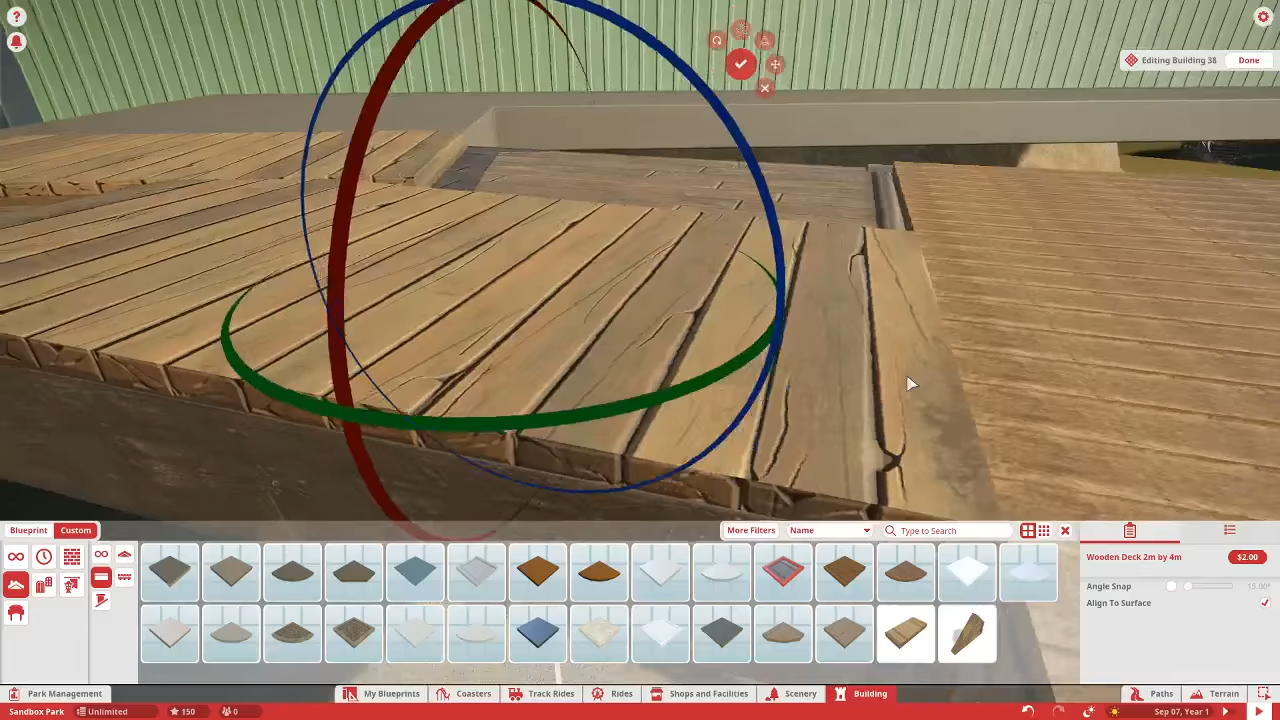 ?
Editing Building 38 Done
Blueprint Custom More Filters Name Type to Search
Wooden Deck 2m by 4m $2.00
Angle Snap 15.00°
Align To Surface
Park Management My Blueprints Coasters Track Rides Rides Shops and Facilities Scenery Building Paths Terrain
Sandbox Park Unlimited 150 0 Sep 07, Year 1